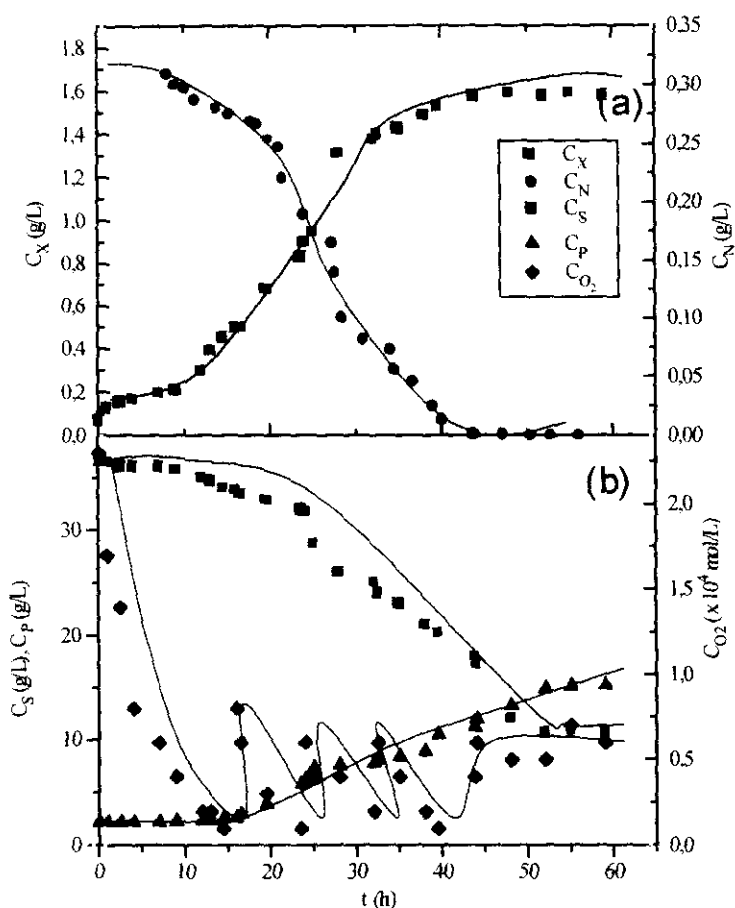 0,35
1.8
(a)
0,30
1.6
1.4
0,25
C_X
1.2
C_N
0,20
C_S
1.0
C_P
C_X (g/L)
C_N (g/L)
0.8
0,15
C_O2
0.6
0,10
0.4
0,05
0.2
0,0
0,00
(b)
2,0
30
1,5
C_S (g/L), C_P (g/L)
C_O2 (x 10^4 mol/L)
20
1,0
10
0,5
0
0,0
0
10
20
30
40
50
60
t (h)